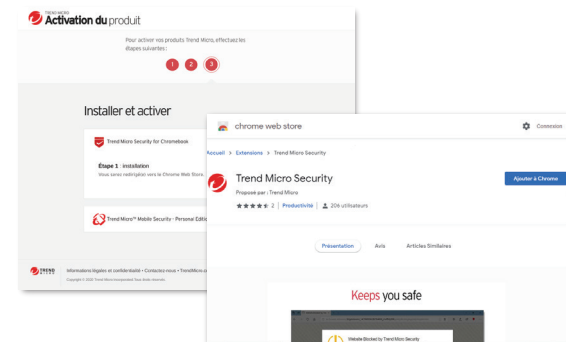 TREND MICRO
Activation du produit
Pour activer vos produits Trend Micro, effectuez les
étapes suivantes :
1 2 3
Installer et activer
Trend Micro Security for Chromebook
Étape 1 : installation
Vous serez redirigé(e) vers le Chrome Web Store.
Trend Micro™ Mobile Security - Personal Editio
TREND
MICRO
Informations légales et confidentialité • Contactez-nous • TrendMicro.c
chrome web store
Connexion
Accueil > Extensions > Trend Micro Security
Trend Micro Security
Ajouter à Chrome
Proposé par : Trend Micro
2 | Productivité | 206 utilisateurs
Présentation
Avis
Articles Similaires
Keeps you safe
Website Blocked by Trend Micro Security